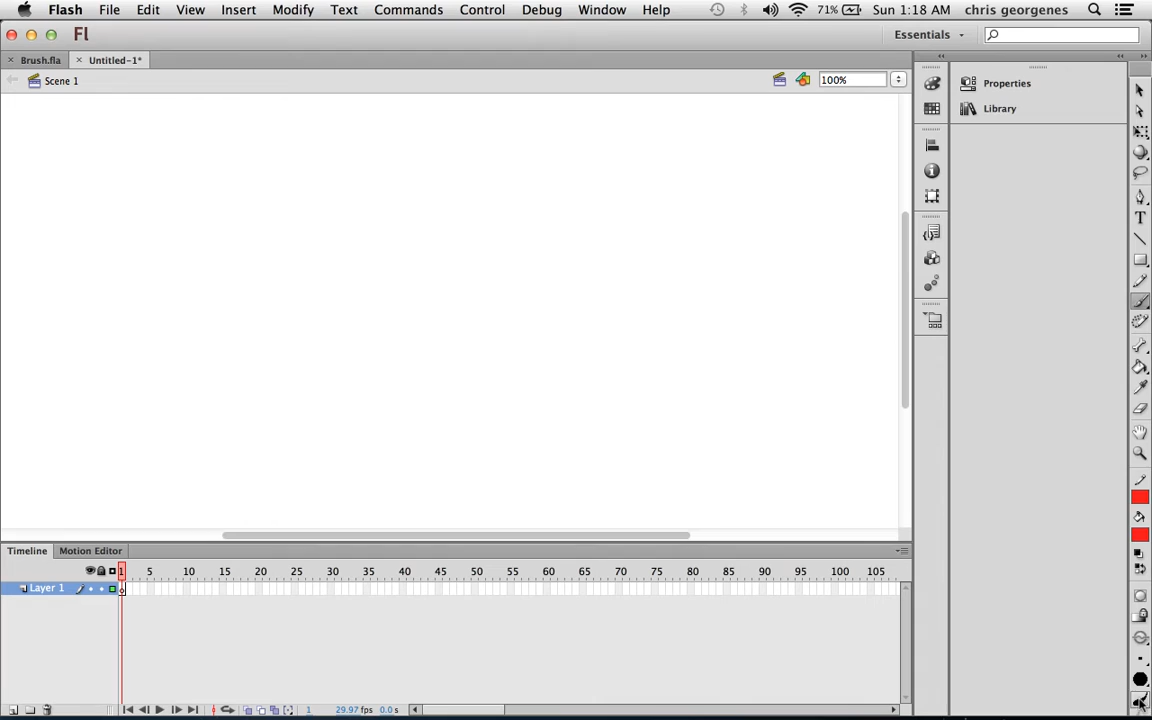 Flash File Edit View Insert Modify Text Commands Control Debug Window Help 71% Sun 1:18 AM chris georgenes
Fl Essentials
Brush.fla Untitled-1*
Scene 1 100%
Properties
Library
T
Timeline Motion Editor
1 5 10 15 20 25 30 35 40 45 50 55 60 65 70 75 80 85 90 95 100 105
Layer 1
1 29.97 fps 0.0 s